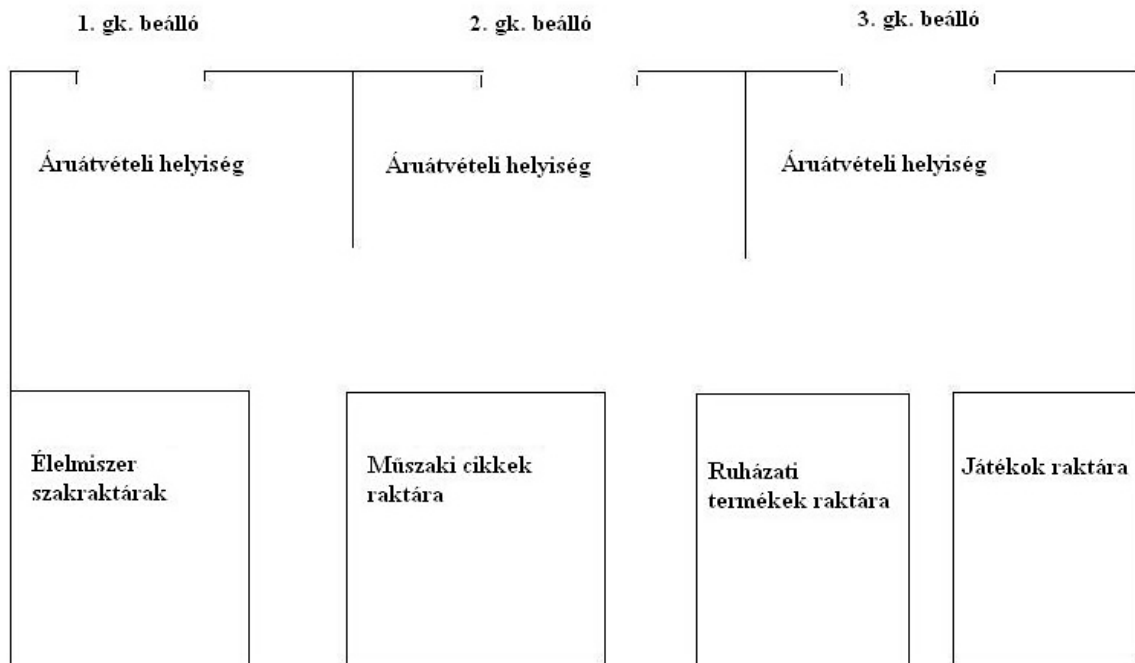 1. gk. beálló
2. gk. beálló
3. gk. beálló
Áruátvételi helyiség
Áruátvételi helyiség
Áruátvételi helyiség
Élelmiszer
szakraktárak
Műszaki cikkek
raktára
Ruházati
termékek raktára
Játékok raktára